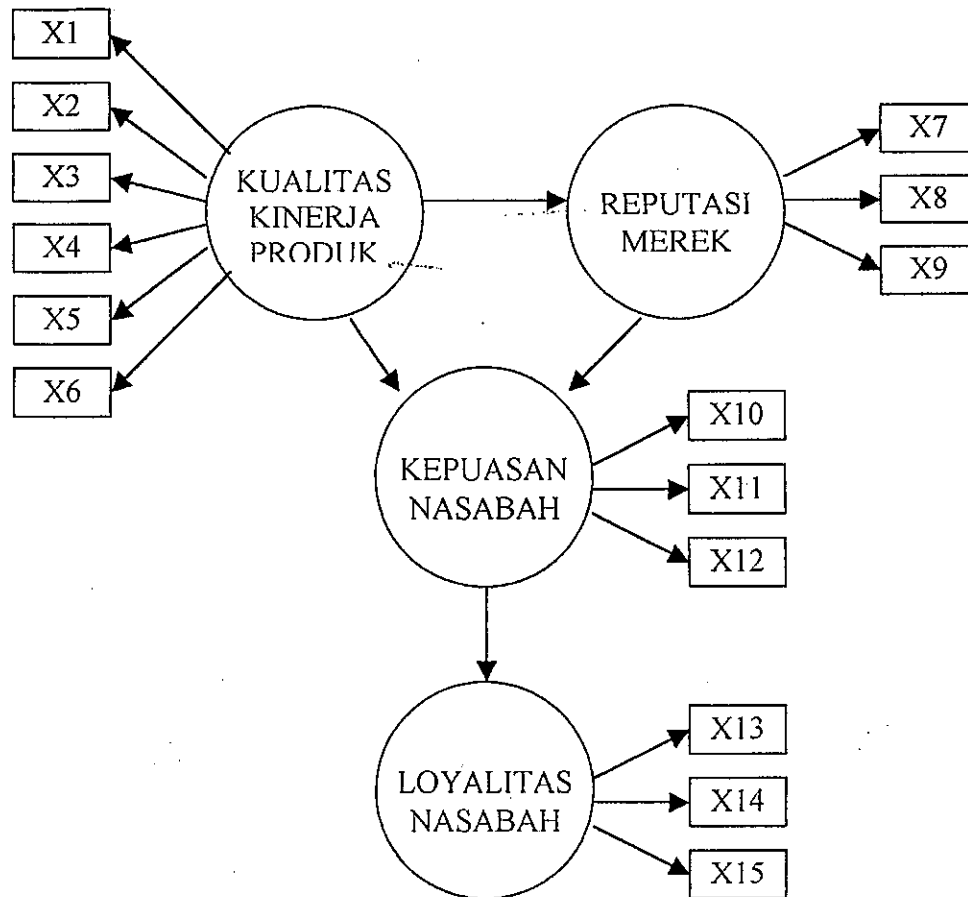 X1
X2
X3
X4
X5
X6
KUALITAS
KINERJA
PRODUK
REPUTASI
MEREK
X7
X8
X9
KEPUASAN
NASABAH
X10
X11
X12
LOYALITAS
NASABAH
X13
X14
X15